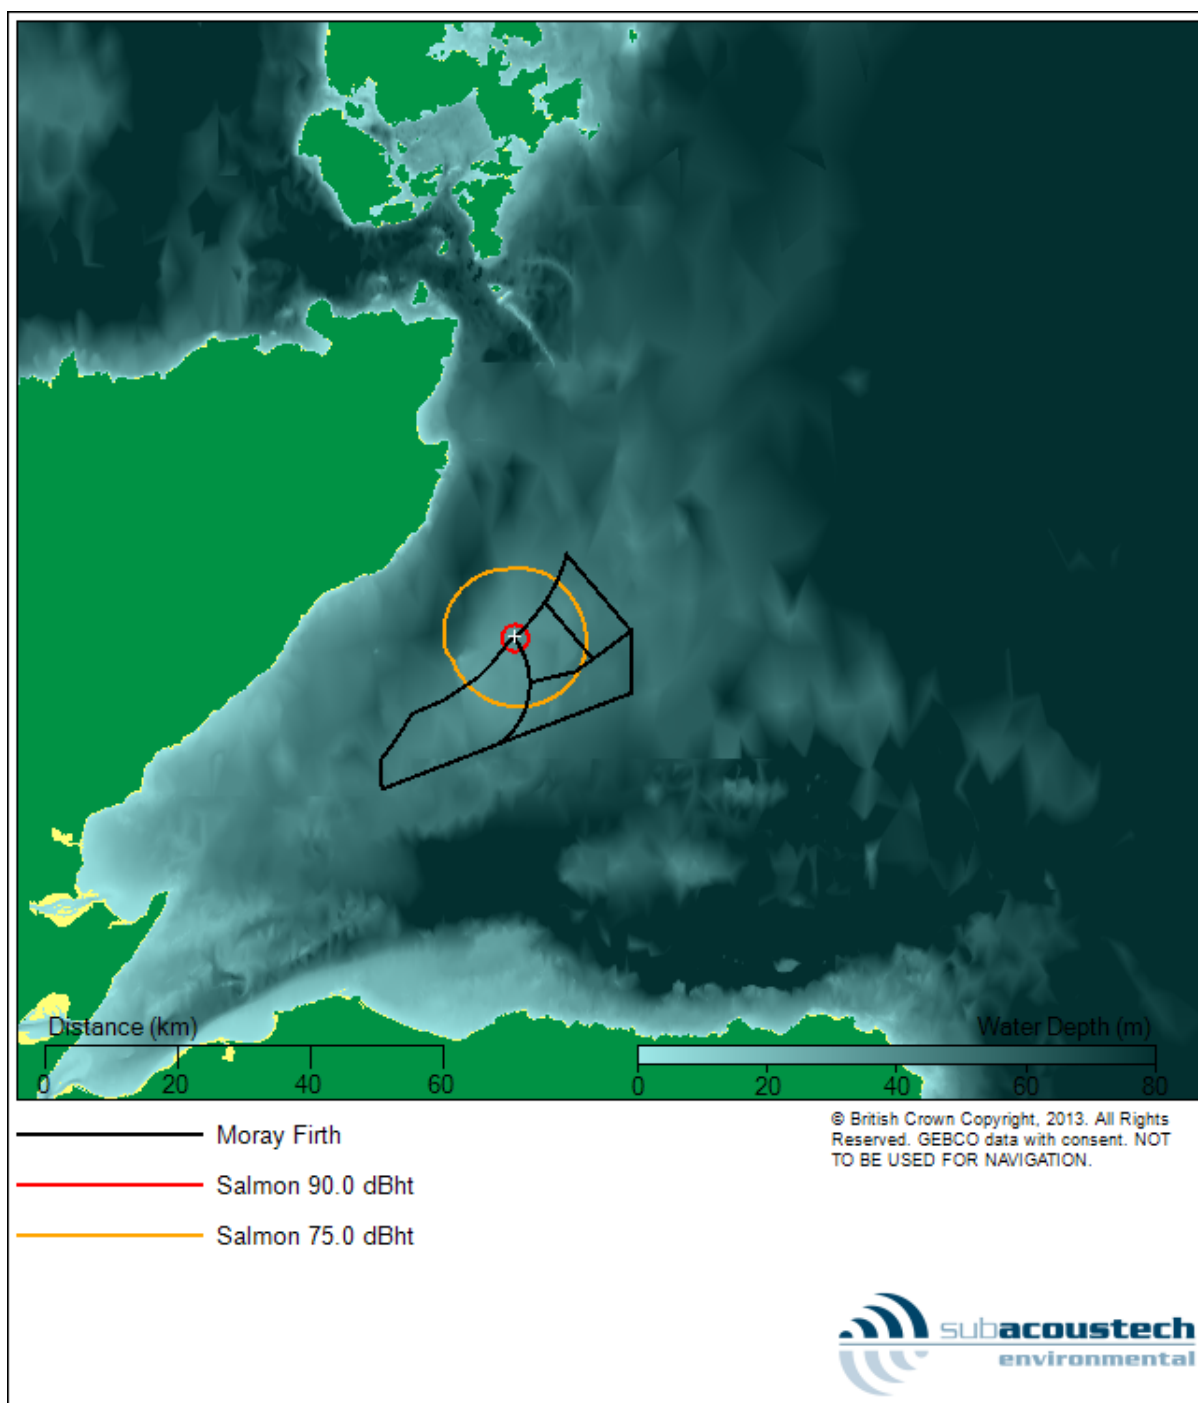 Distance (km)
0 20 40 60
Water Depth (m)
0 20 40 60 80
Moray Firth
Salmon 90.0 dBht
Salmon 75.0 dBht
© British Crown Copyright, 2013. All Rights
Reserved. GEBCO data with consent. NOT
TO BE USED FOR NAVIGATION.
subacoustech
environmental